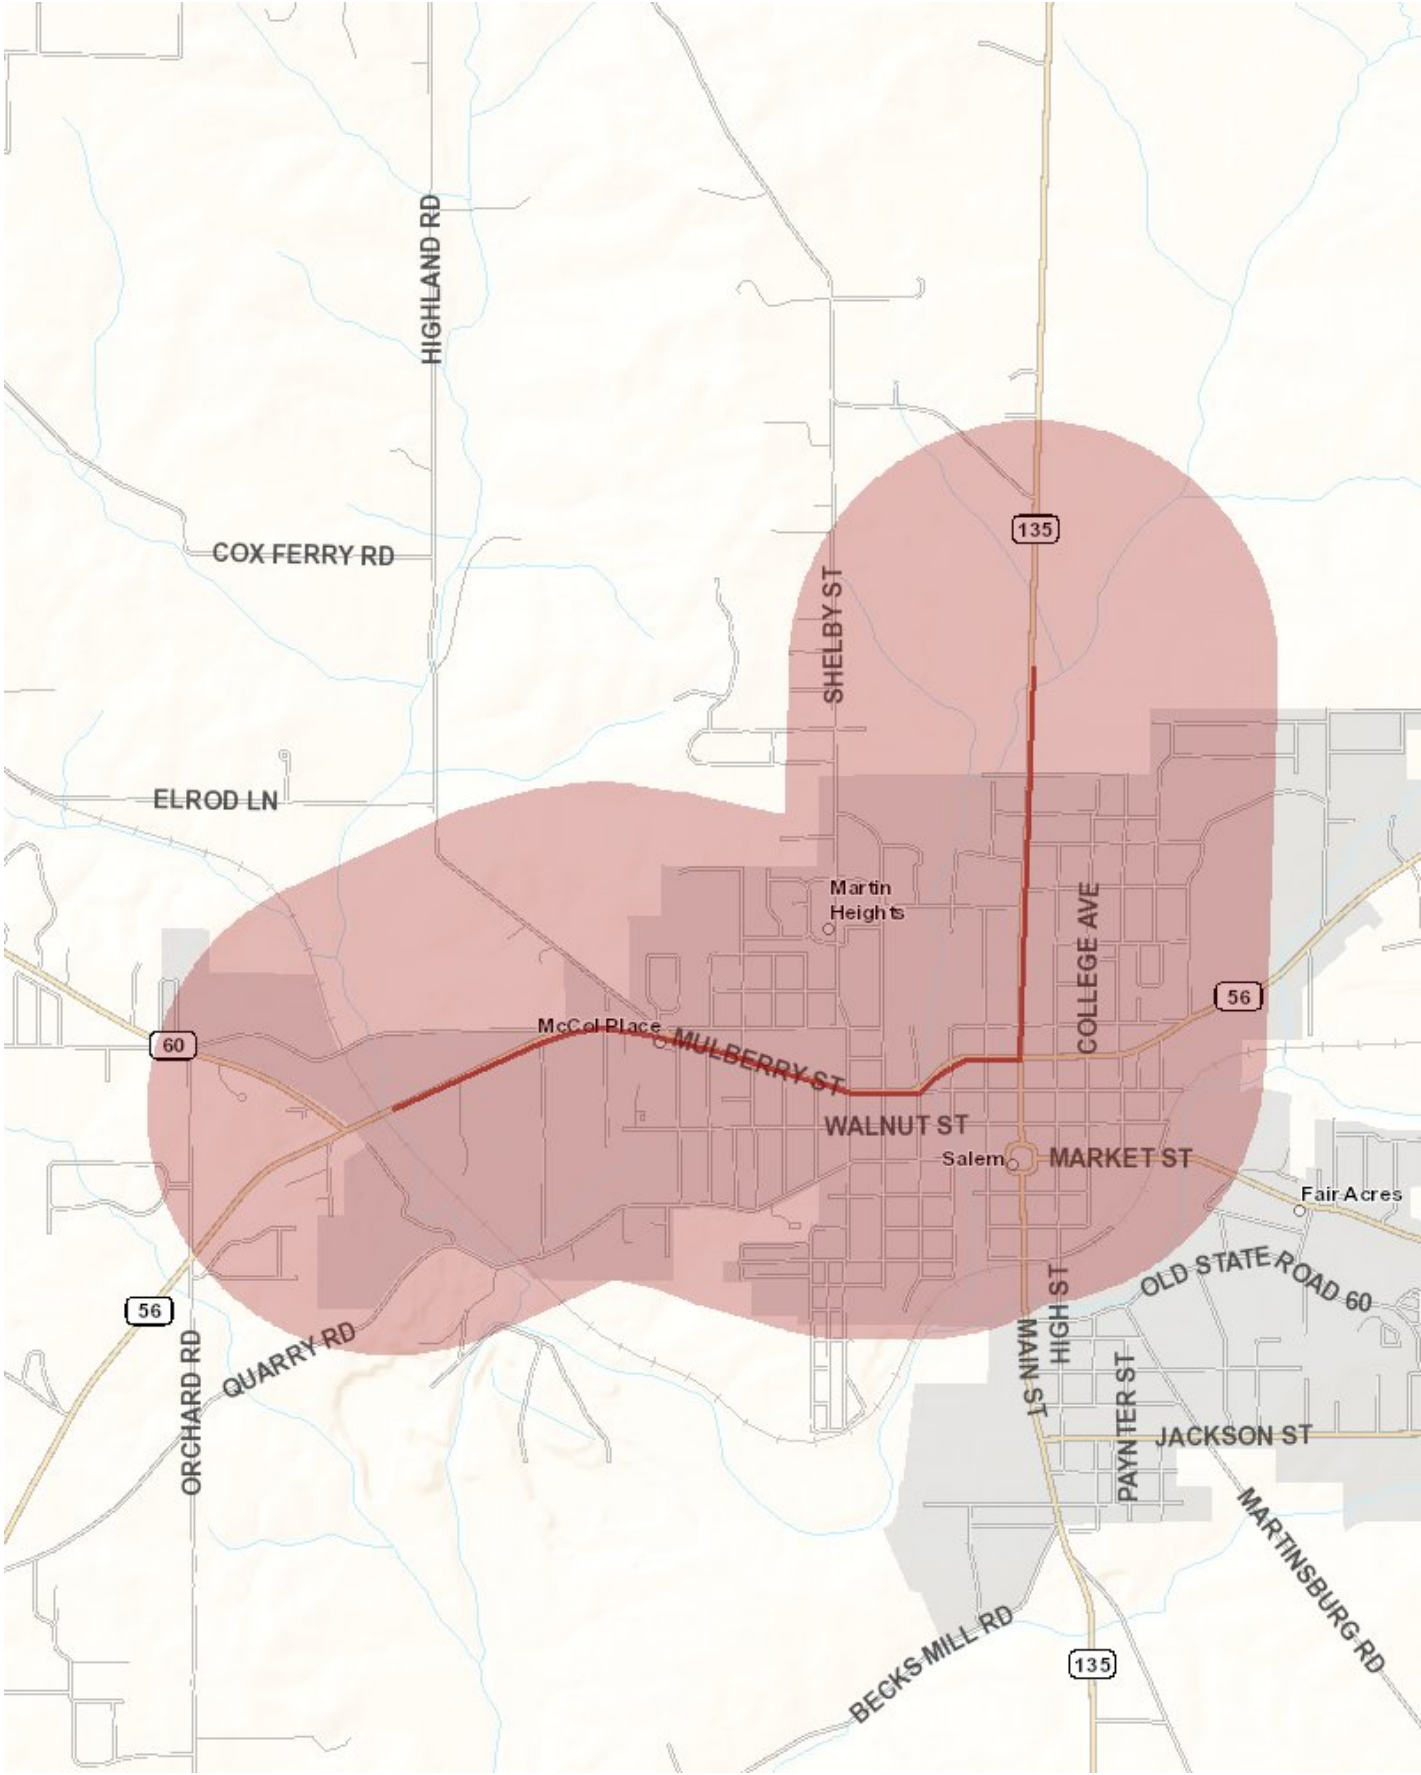 HIGHLAND RD
COX FERRY RD
135
SHELBY ST
ELROD LN
Martin
Heights
COLLEGE AVE
56
60
McCol Place
MULBERRY ST
WALNUT ST
Salem
MARKET ST
Fair Acres
OLD STATE ROAD 60
56
QUARRY RD
ORCHARD RD
MAIN ST
HIGH ST
PAYNTER ST
JACKSON ST
MARTINSBURG RD
BECKS MILL RD
135